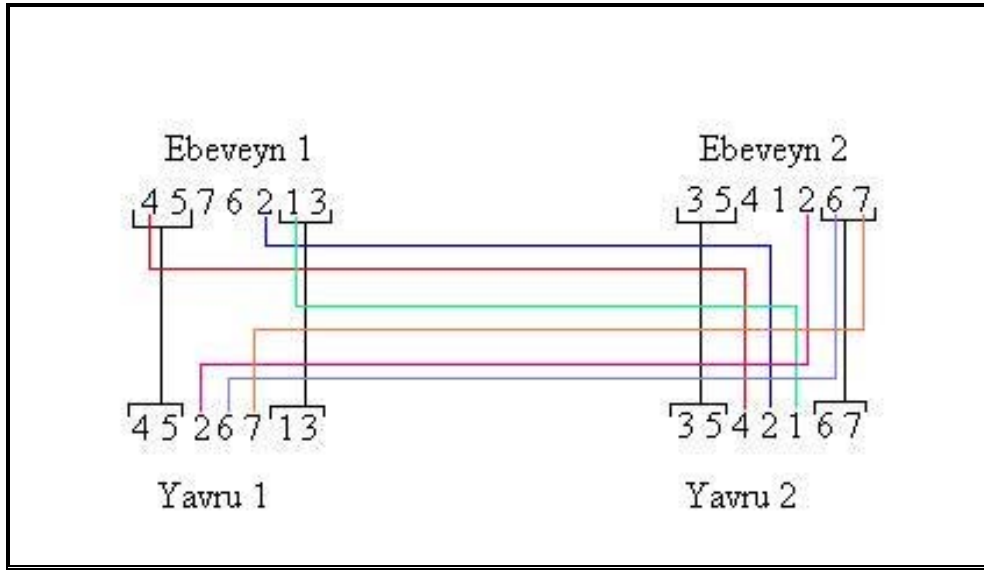 Ebeveyn 1 Ebeveyn 2
4 5 7 6 2 1 3 3 5 4 1 2 6 7
4 5 2 6 7 1 3 3 5 4 2 1 6 7
Yavru 1 Yavru 2